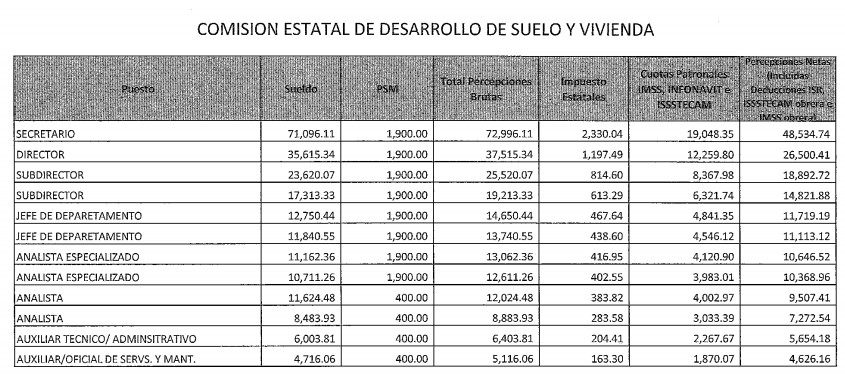 COMISION ESTATAL DE DESARROLLO DE SUELO Y VIVIENDA
Puesto Sueldo PSM Total Percepciones Brutas Impuesto Estatales Cuotas Patronales IMSS, INFONAVIT e ISSSTECAM Percepciones Netas (Incluidas Deducciones ISR, ISSSTECAM obrera e IMSS obrera)
SECRETARIO 71,096.11 1,900.00 72,996.11 2,330.04 19,048.35 48,534.74
DIRECTOR 35,615.34 1,900.00 37,515.34 1,197.49 12,259.80 26,500.41
SUBDIRECTOR 23,620.07 1,900.00 25,520.07 814.60 8,367.98 18,892.72
SUBDIRECTOR 17,313.33 1,900.00 19,213.33 613.29 6,321.74 14,821.88
JEFE DE DEPARETAMENTO 12,750.44 1,900.00 14,650.44 467.64 4,841.35 11,719.19
JEFE DE DEPARETAMENTO 11,840.55 1,900.00 13,740.55 438.60 4,546.12 11,113.12
ANALISTA ESPECIALIZADO 11,162.36 1,900.00 13,062.36 416.95 4,120.90 10,646.52
ANALISTA ESPECIALIZADO 10,711.26 1,900.00 12,611.26 402.55 3,983.01 10,368.96
ANALISTA 11,624.48 400.00 12,024.48 383.82 4,002.97 9,507.41
ANALISTA 8,483.93 400.00 8,883.93 283.58 3,033.39 7,272.54
AUXILIAR TECNICO/ ADMINSITRATIVO 6,003.81 400.00 6,403.81 204.41 2,267.67 5,654.18
AUXILIAR/OFICIAL DE SERVS. Y MANT. 4,716.06 400.00 5,116.06 163.30 1,870.07 4,626.16